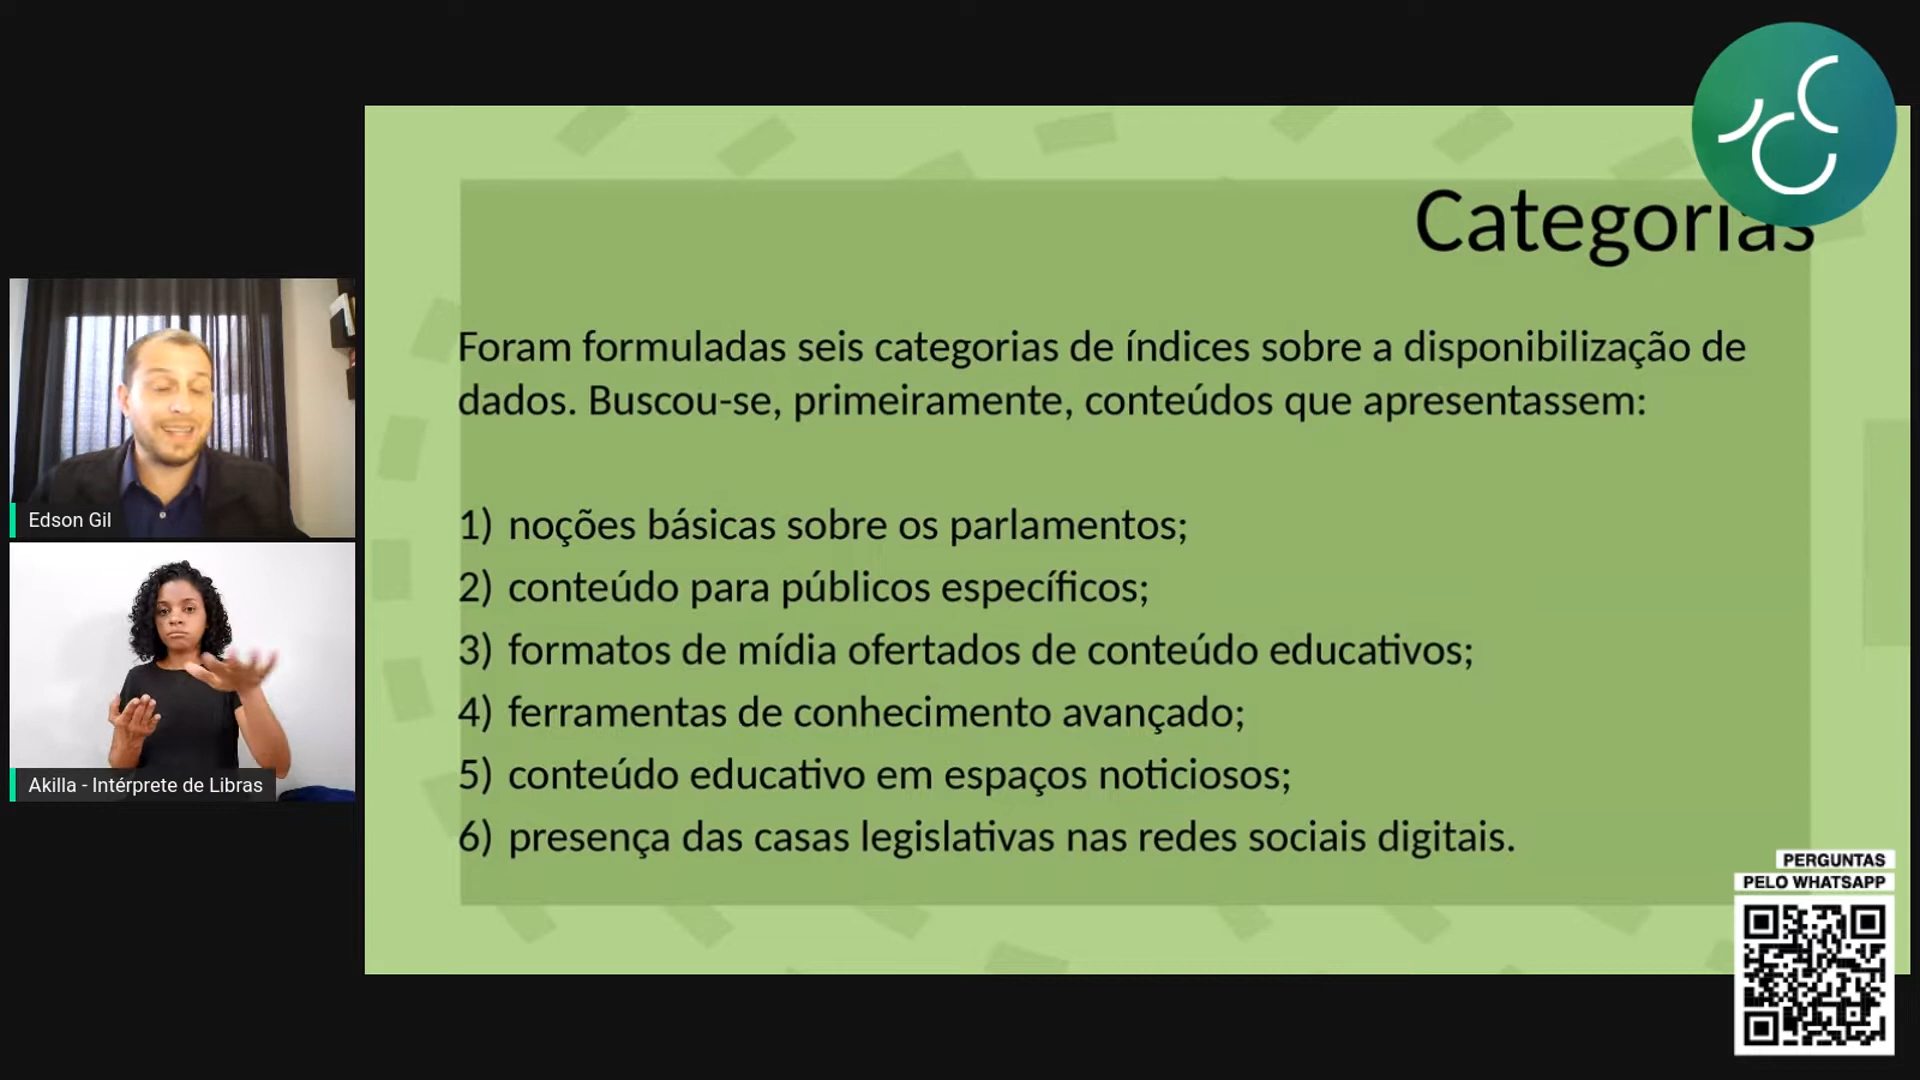 Categorias
Foram formuladas seis categorias de índices sobre a disponibilização de
dados. Buscou-se, primeiramente, conteúdos que apresentassem:
1) noções básicas sobre os parlamentos;
2) conteúdo para públicos específicos;
3) formatos de mídia ofertados de conteúdo educativos;
4) ferramentas de conhecimento avançado;
5) conteúdo educativo em espaços noticiosos;
6) presença das casas legislativas nas redes sociais digitais.
Edson Gil
Akilla - Intérprete de Libras
PERGUNTAS
PELO WHATSAPP